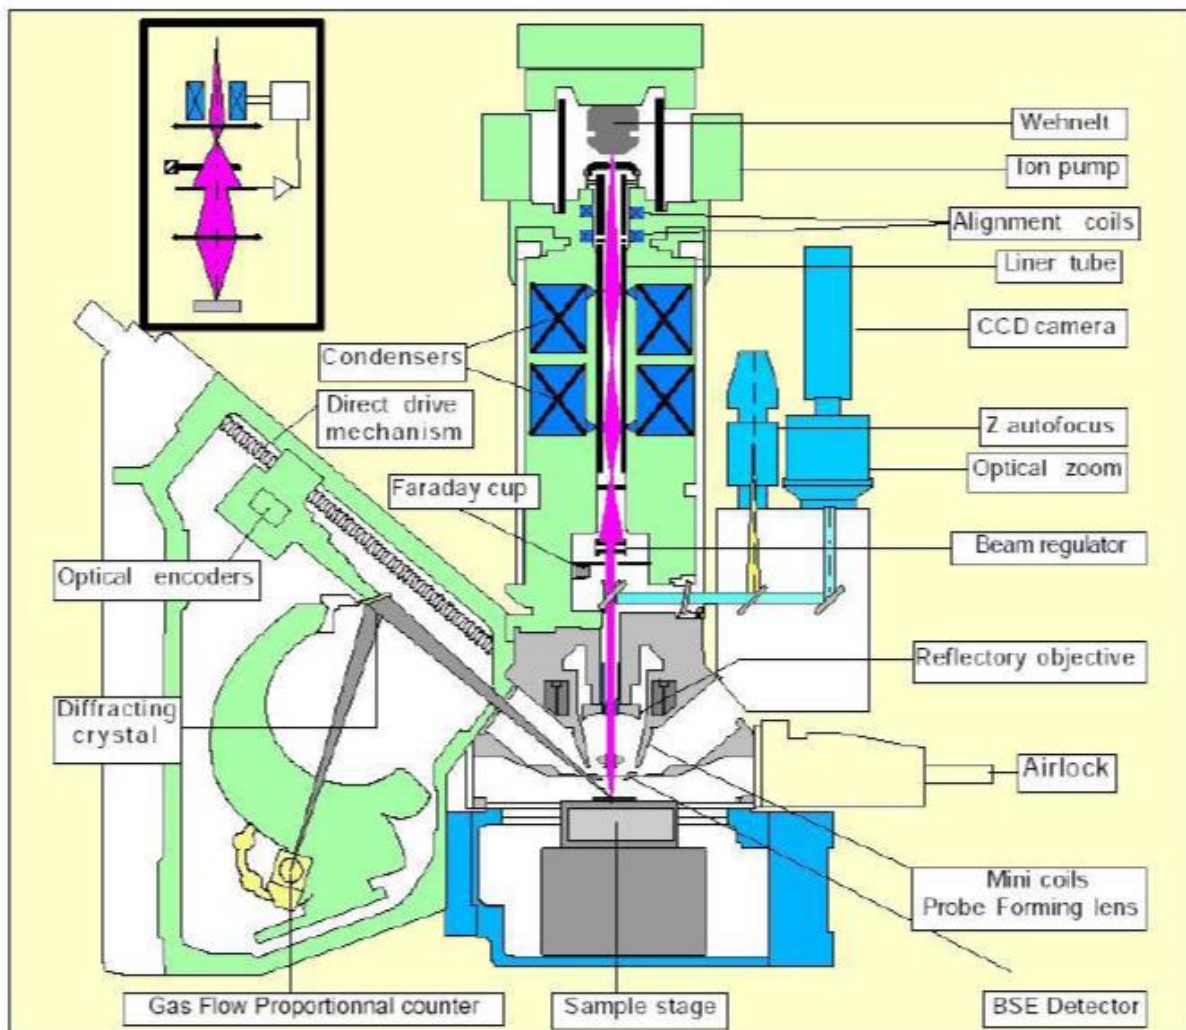 Wehnelt
Ion pump
Alignment coils
Liner tube
CCD camera
Condensers
Direct drive
mechanism
Z autofocus
Optical zoom
Faraday cup
Beam regulator
Optical encoders
Reflectory objective
Diffracting
crystal
Airlock
Mini coils
Probe Forming lens
Gas Flow Proportionnal counter
Sample stage
BSE Detector